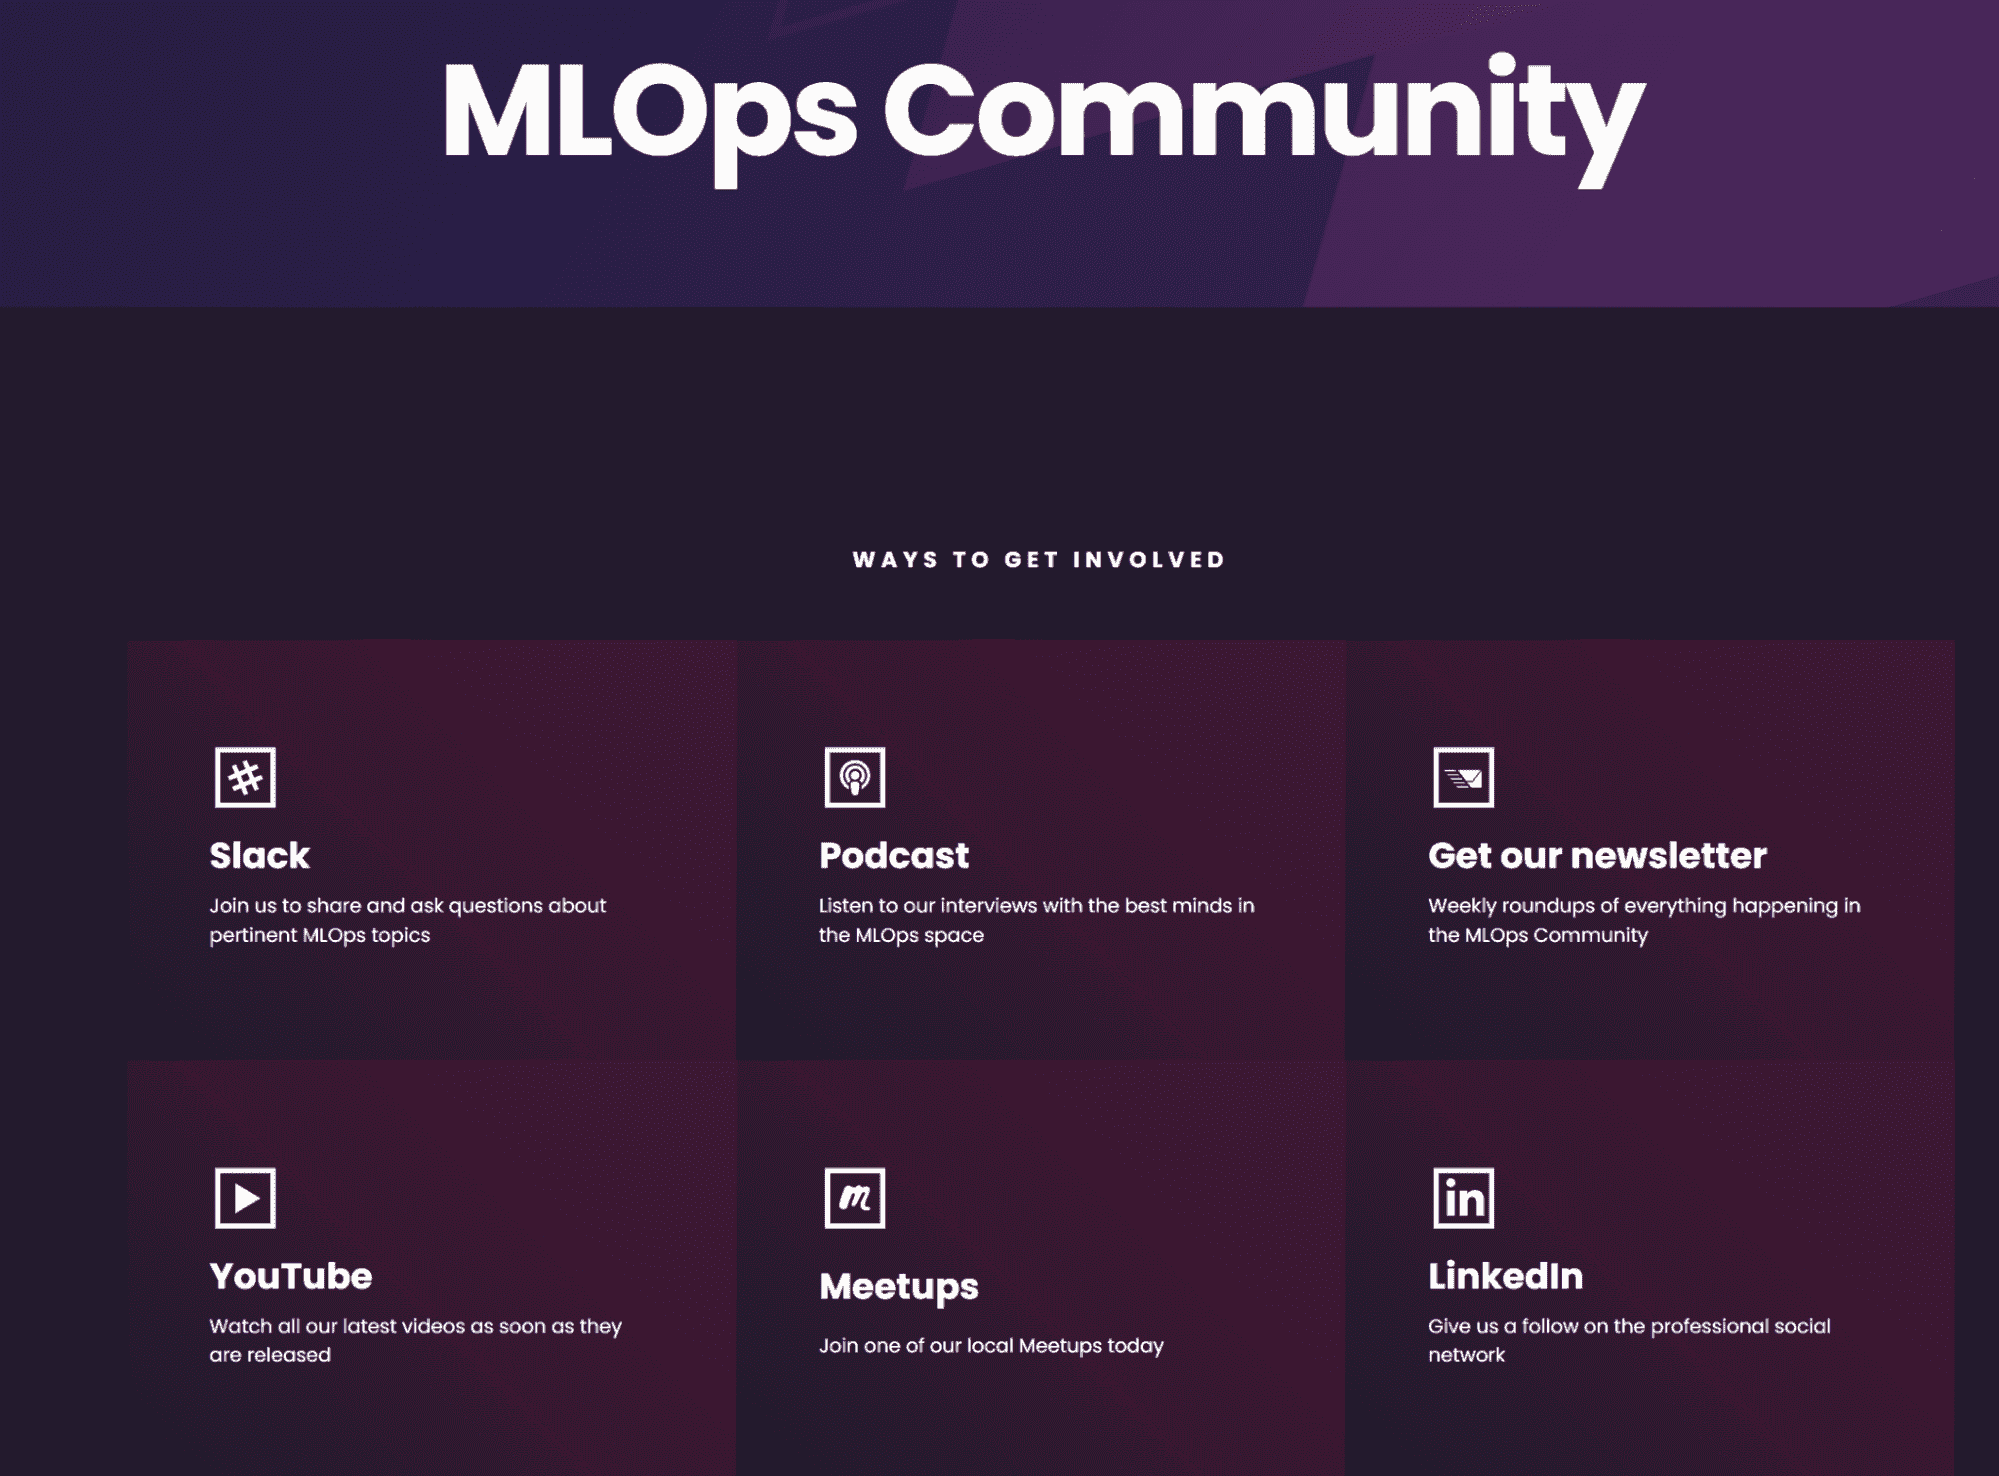 MLOps Community
WAYS TO GET INVOLVED
Slack
Join us to share and ask questions about
pertinent MLOps topics
Podcast
Listen to our interviews with the best minds in
the MLOps space
Get our newsletter
Weekly roundups of everything happening in
the MLOps Community
YouTube
Watch all our latest videos as soon as they
are released
Meetups
Join one of our local Meetups today
in
LinkedIn
Give us a follow on the professional social
network